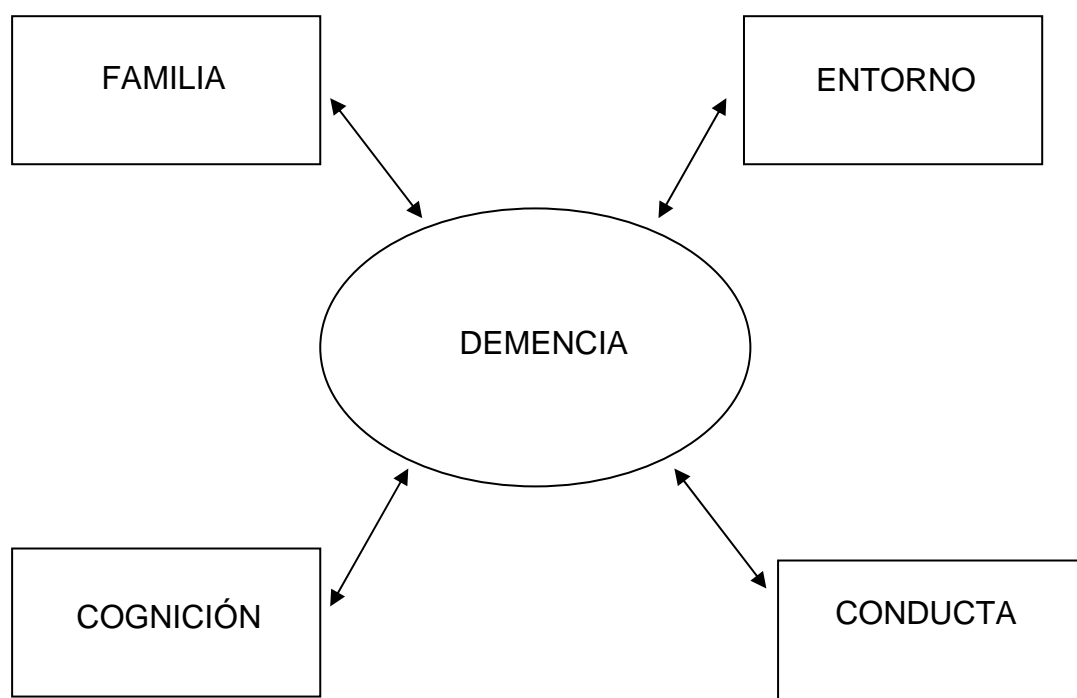 FAMILIA
ENTORNO
DEMENCIA
COGNICIÓN
CONDUCTA